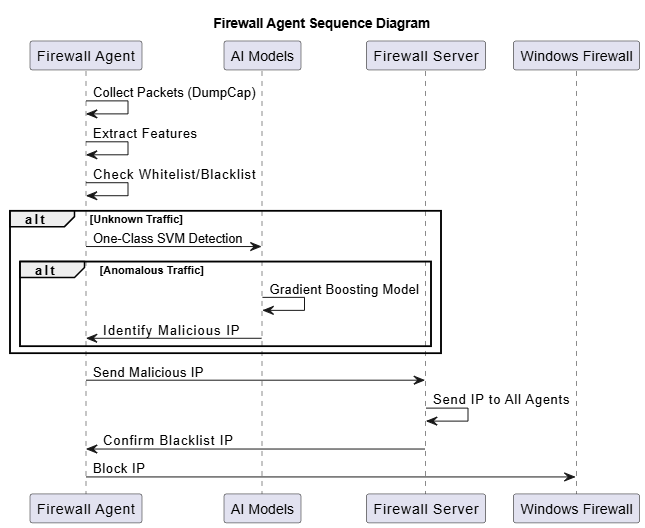 Firewall Agent Sequence Diagram
Firewall Agent AI Models Firewall Server Windows Firewall
Collect Packets (DumpCap)
Extract Features
Check Whitelist/Blacklist
alt [Unknown Traffic]
One-Class SVM Detection
alt [Anomalous Traffic]
Gradient Boosting Model
Identify Malicious IP
Send Malicious IP
Send IP to All Agents
Confirm Blacklist IP
Block IP
Firewall Agent AI Models Firewall Server Windows Firewall